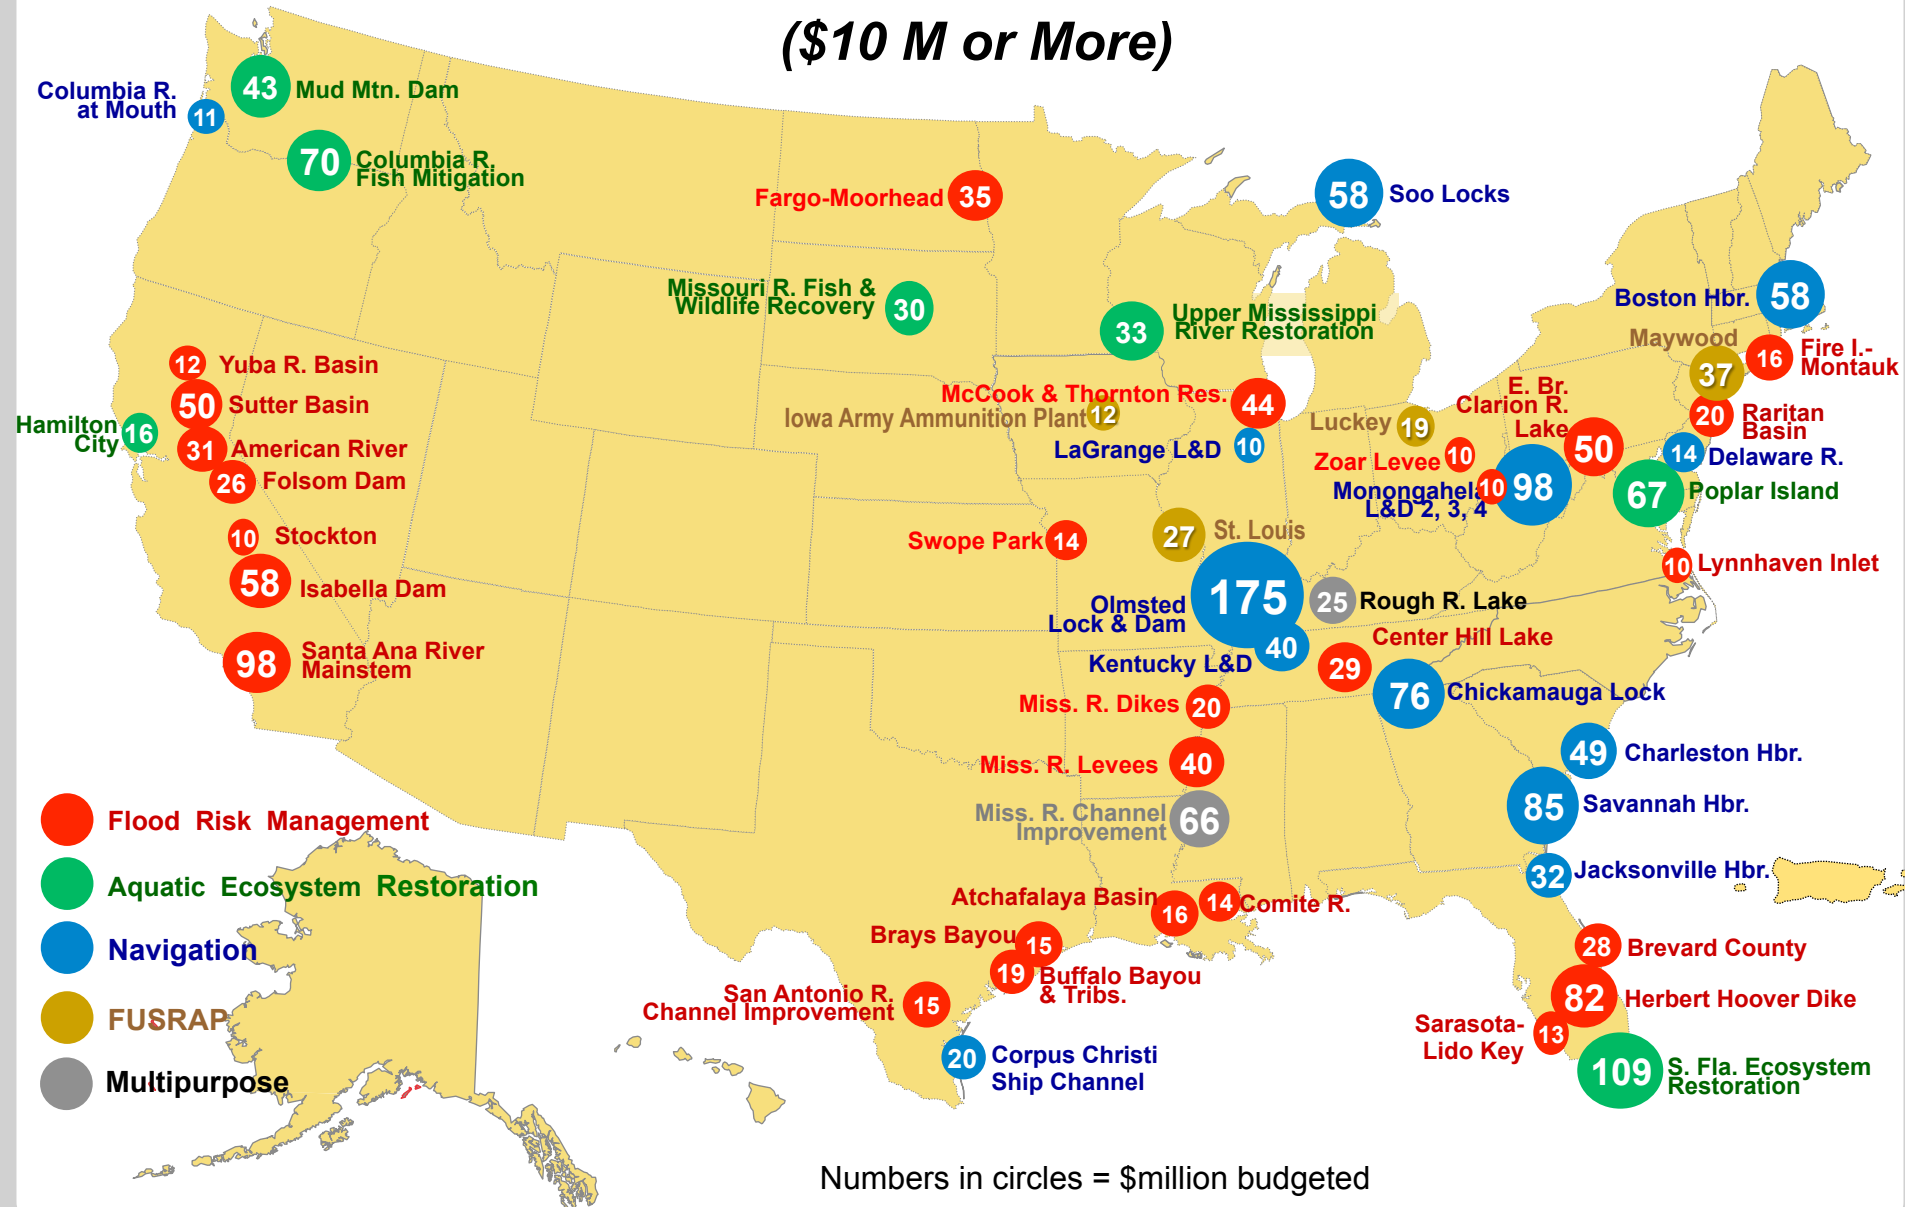 ($10 M or More)
Columbia R.
at Mouth
11
43
Mud Mtn. Dam
70
Columbia R.
Fish Mitigation
Fargo-Moorhead
35
58
Soo Locks
Missouri R. Fish &
Wildlife Recovery
30
33
Upper Mississippi
River Restoration
Boston Hbr.
58
Maywood
37
16
Fire I.-
Montauk
12
Yuba R. Basin
50
Sutter Basin
Hamilton
City
16
31
American River
26
Folsom Dam
10
Stockton
58
Isabella Dam
98
Santa Ana River
Mainstem
McCook & Thornton Res.
44
Iowa Army Ammunition Plant
12
LaGrange L&D
10
Luckey
19
E. Br.
Clarion R.
Lake
50
20
Raritan
Basin
Zoar Levee
10
14
Delaware R.
Monongahela
L&D 2, 3, 4
10
98
67
Poplar Island
Swope Park
14
27
St. Louis
10
Lynnhaven Inlet
Olmsted
Lock & Dam
175
25
Rough R. Lake
Kentucky L&D
40
Center Hill Lake
29
Miss. R. Dikes
20
76
Chickamauga Lock
Miss. R. Levees
40
49
Charleston Hbr.
Miss. R. Channel
Improvement
66
85
Savannah Hbr.
32
Jacksonville Hbr.
Atchafalaya Basin
16
14
Comite R.
Brays Bayou
15
19
Buffalo Bayou
& Tribs.
28
Brevard County
San Antonio R.
Channel Improvement
15
82
Herbert Hoover Dike
Sarasota-
Lido Key
13
20
Corpus Christi
Ship Channel
109
S. Fla. Ecosystem
Restoration
Flood Risk Management
Aquatic Ecosystem Restoration
Navigation
FUSRAP
Multipurpose
Numbers in circles = $million budgeted